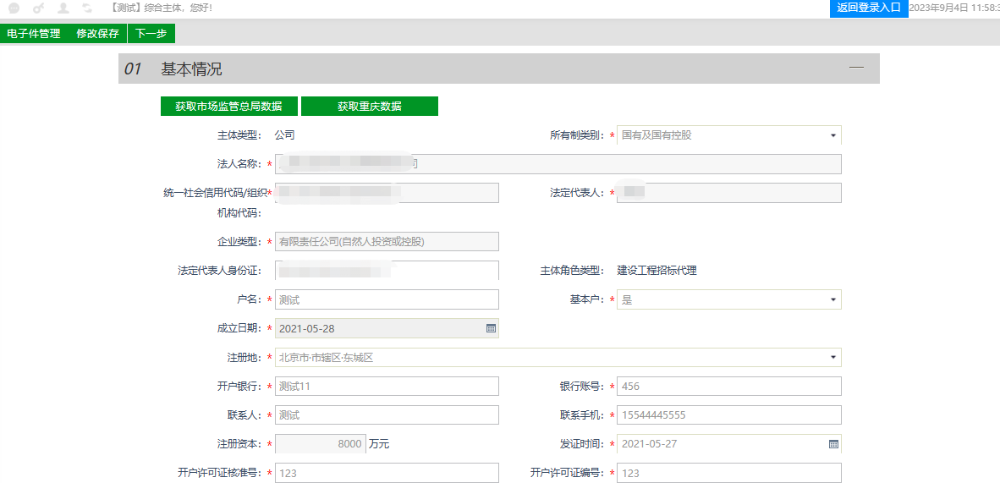 【测试】综合主体，您好！ 返回登录入口 2023年9月4日 11:58:3
电子件管理 修改保存 下一步
01 基本情况
获取市场监管总局数据 获取重庆数据
主体类型： 公司 所有制类别：* 国有及国有控股
法人名称：* 司
统一社会信用代码/组织* 法定代表人：*
机构代码：
企业类型：* 有限责任公司(自然人投资或控股)
法定代表人身份证： 主体角色类型： 建设工程招标代理
户名：* 测试 基本户：* 是
成立日期：* 2021-05-28
注册地：* 北京市·市辖区·东城区
开户银行：* 测试11 银行账号：* 456
联系人：* 测试 联系手机：* 15544445555
注册资本：* 8000 万元 发证时间：* 2021-05-27
开户许可证核准号：* 123 开户许可证编号：* 123